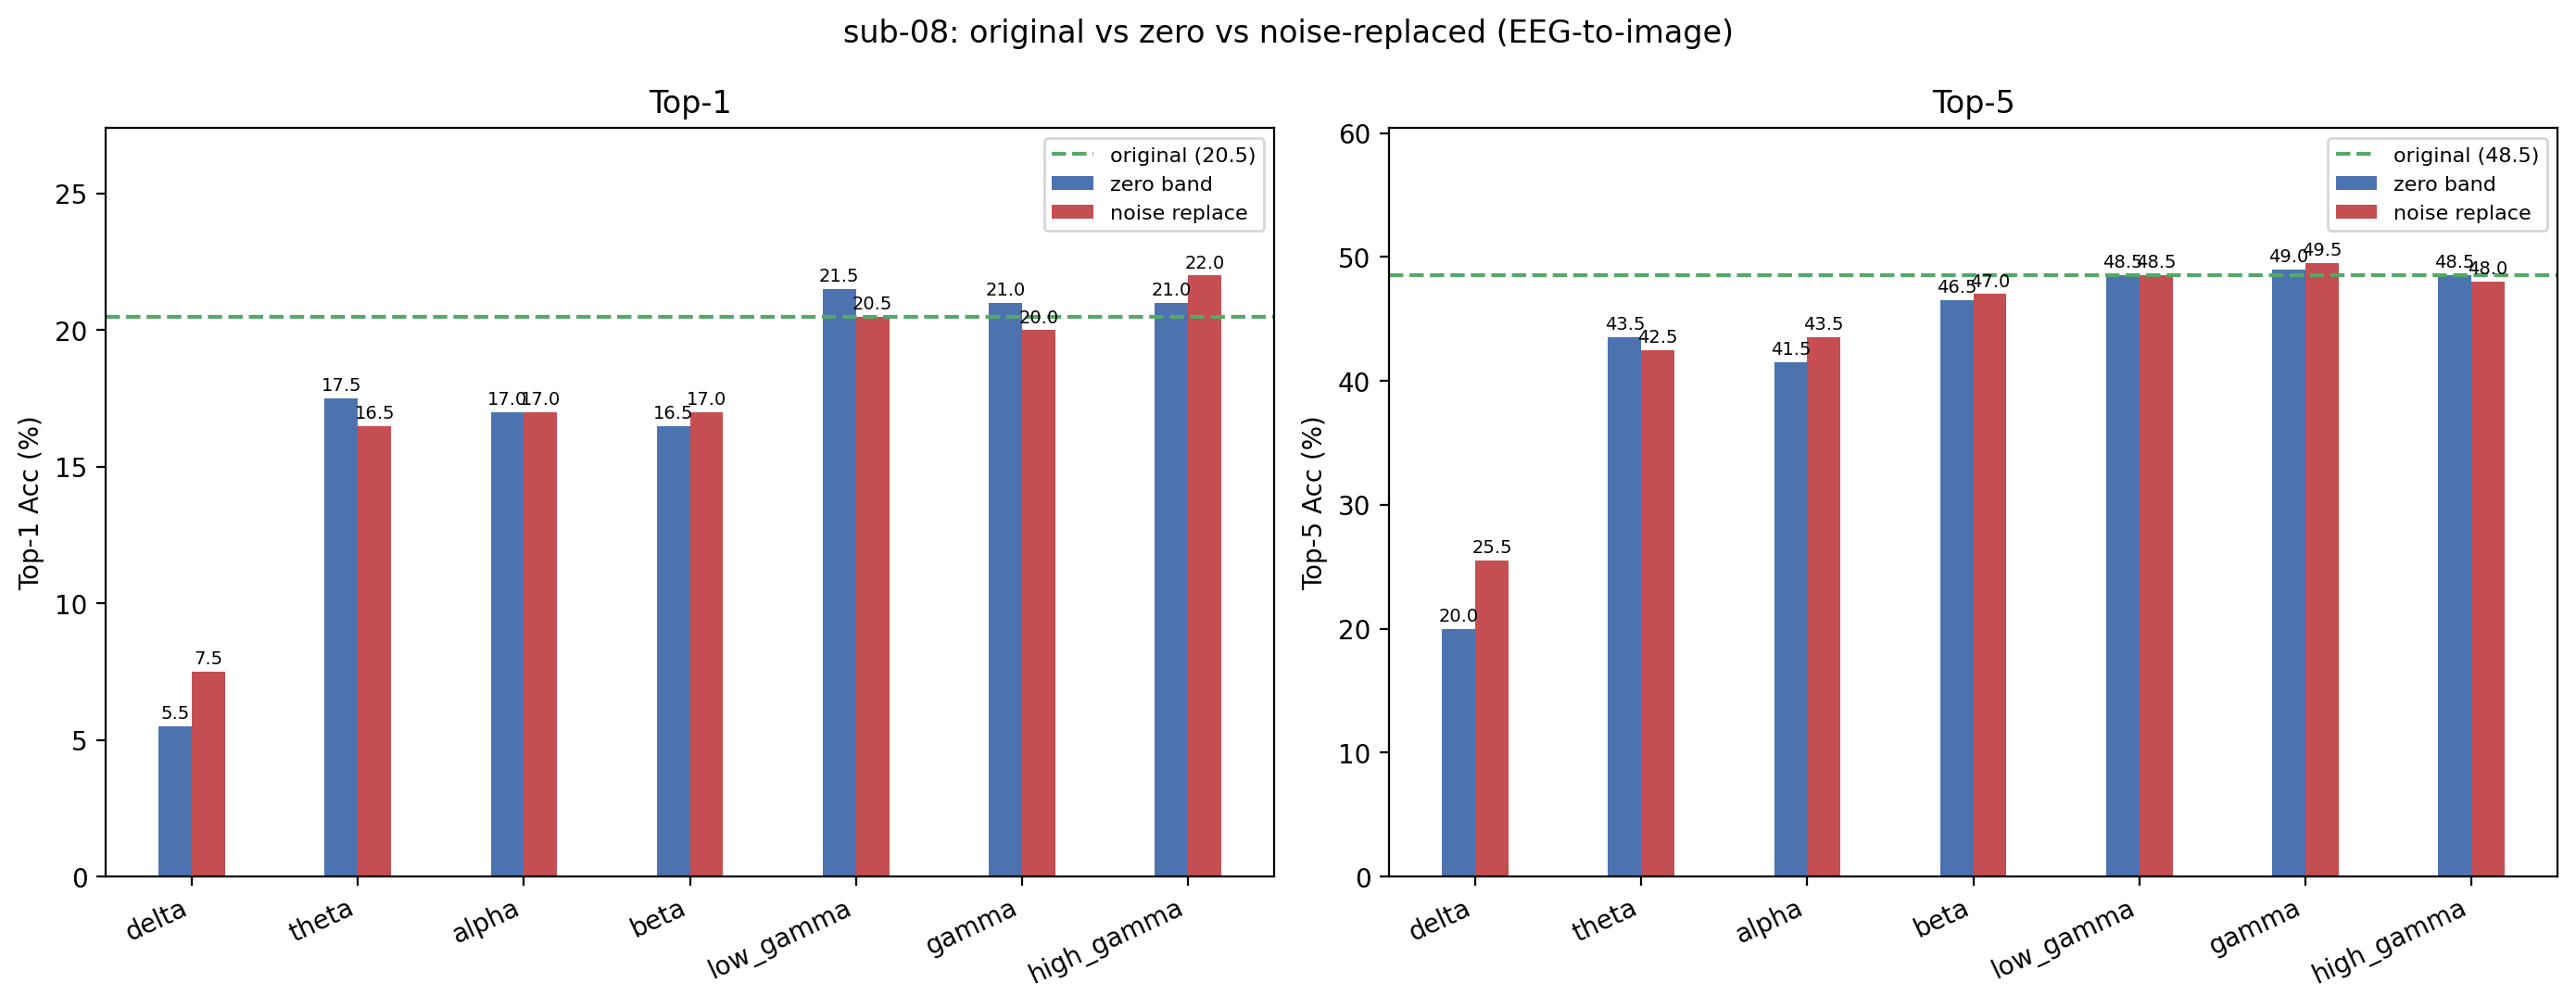 sub-08: original vs zero vs noise-replaced (EEG-to-image)
Top-1
Top-1 Acc (%)
25
20
15
10
5
0
original (20.5)
zero band
noise replace
5.5
7.5
17.5
16.5
17.0
17.0
16.5
17.0
21.5
20.5
21.0
20.0
21.0
22.0
delta
theta
alpha
beta
low_gamma
gamma
high_gamma
Top-5
Top-5 Acc (%)
60
50
40
30
20
10
0
original (48.5)
zero band
noise replace
20.0
25.5
43.5
42.5
41.5
43.5
46.5
47.0
48.5
48.5
49.0
49.5
48.5
48.0
delta
theta
alpha
beta
low_gamma
gamma
high_gamma